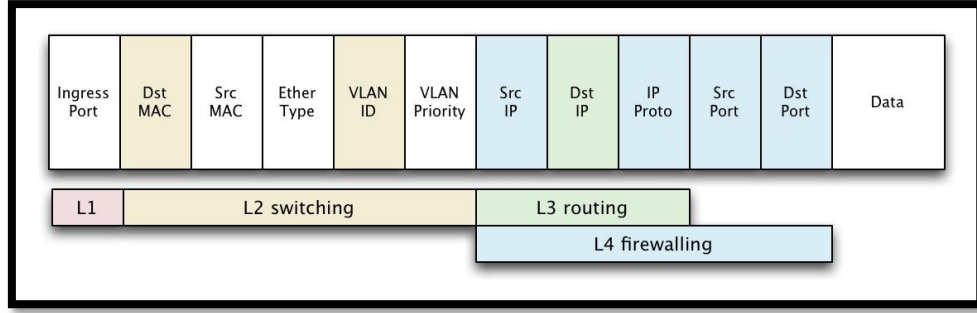 Ingress
Port
Dst
MAC
Src
MAC
Ether
Type
VLAN
ID
VLAN
Priority
Src
IP
Dst
IP
IP
Proto
Src
Port
Dst
Port
Data
L1
L2 switching
L3 routing
L4 firewalling